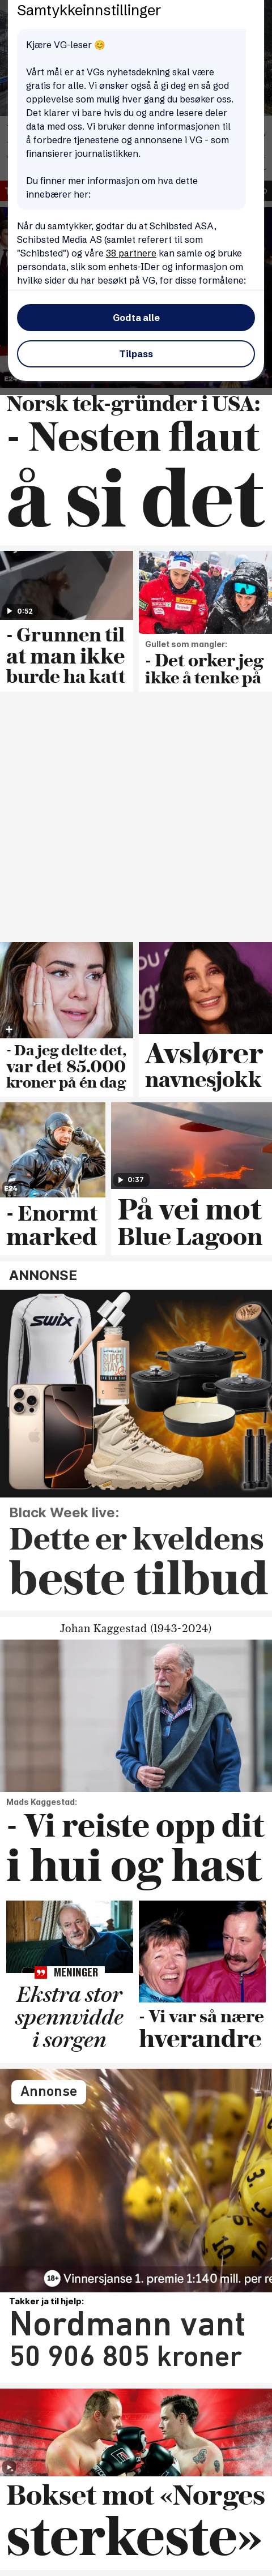 Samtykkeinnstillinger
Kjære VG-leser 😊
Vårt mål er at VGs nyhetsdekning skal være
gratis for alle. Vi ønsker også å gi deg en så god
opplevelse som mulig hver gang du besøker oss.
Det klarer vi bare hvis du og andre lesere deler
data med oss. Vi bruker denne informasjonen til
å forbedre tjenestene og annonsene i VG - som
finansierer journalistikken.
Du finner mer informasjon om hva dette
innebærer her:
Når du samtykker, godtar du at Schibsted ASA,
Schibsted Media AS (samlet referert til som
"Schibsted") og våre 38 partnere kan samle og bruke
persondata, slik som enhets-IDer og informasjon om
hvilke sider du har besøkt på VG, for disse formålene:
Godta alle
Tilpass
E24
Norsk tek-gründer i USA:
- Nesten flaut
å si det
0:52
- Grunnen til
at man ikke
burde ha katt
Gullet som mangler:
- Det orker jeg
ikke å tenke på
- Da jeg delte det,
var det 85.000
kroner på én dag
Avslører
navnesjokk
E24
- Enormt
marked
0:37
På vei mot
Blue Lagoon
ANNONSE
SWIX
SUPER
STAY
Black Week live:
Dette er kveldens
beste tilbud
Johan Kaggestad (1943-2024)
Mads Kaggestad:
- Vi reiste opp dit
i hui og hast
MENINGER
Ekstra stor
spennvidde
i sorgen
- Vi var så nære
hverandre
Annonse
18+ Vinnersjanse 1. premie 1:140 mill. per re
Takker ja til hjelp:
Nordmann vant
50 906 805 kroner
Bokset mot «Norges
sterkeste»